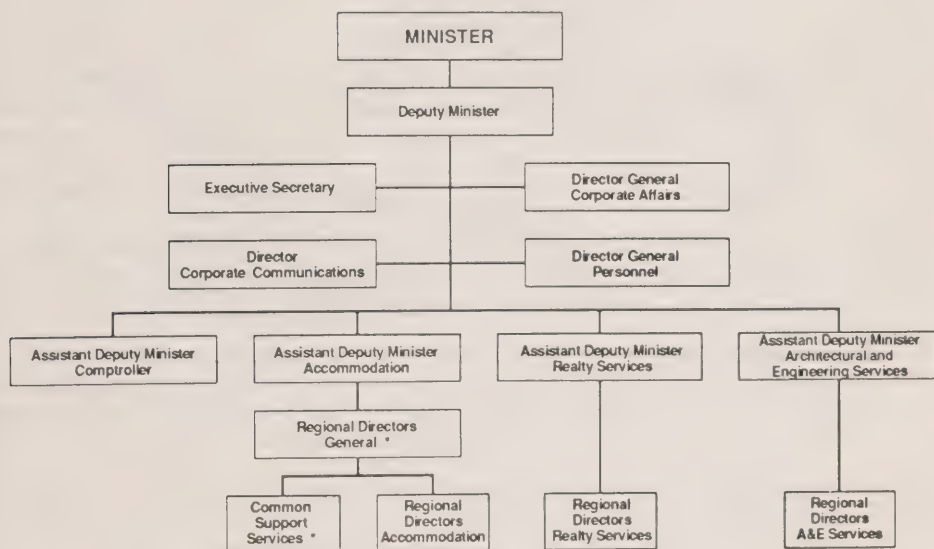 MINISTER
Deputy Minister
Executive Secretary
Director General
Corporate Affairs
Director
Corporate Communications
Director General
Personnel
Assistant Deputy Minister
Comptroller
Assistant Deputy Minister
Accommodation
Assistant Deputy Minister
Realty Services
Assistant Deputy Minister
Architectural and
Engineering Services
Regional Directors
General *
Common
Support
Services *
Regional
Directors
Accommodation
Regional
Directors
Realty Services
Regional
Directors
A&E Services